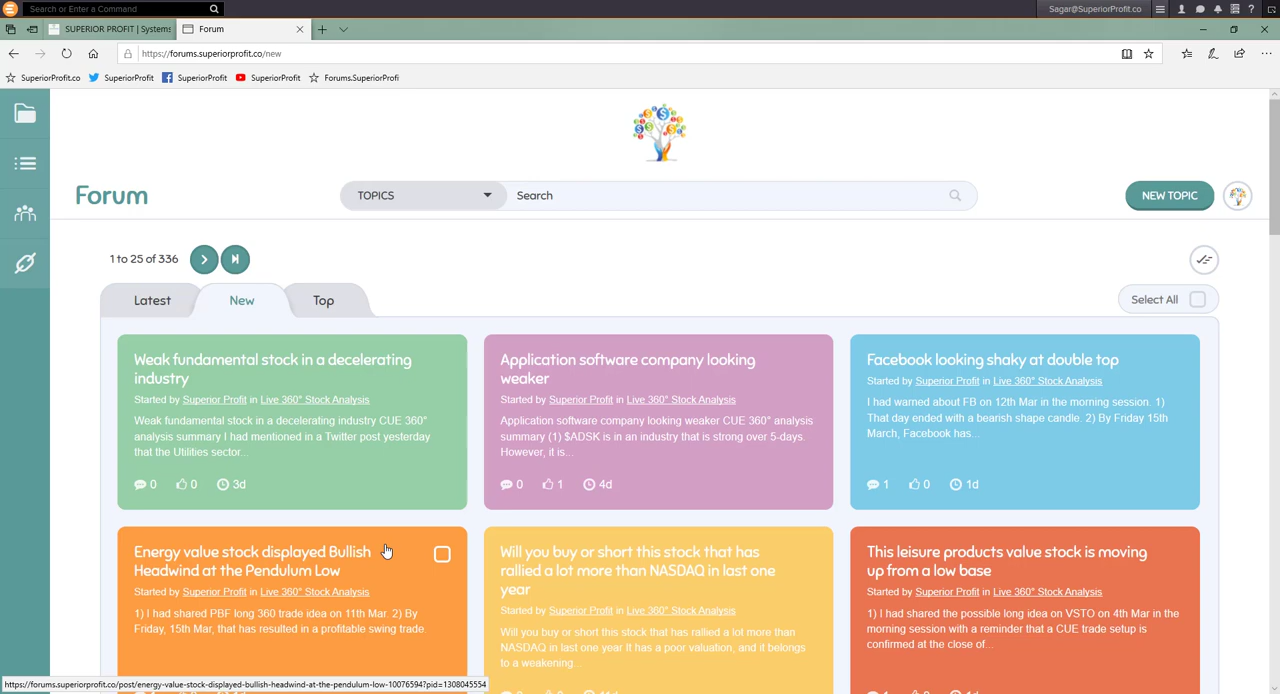 Search or Enter a Command
Sagar@SuperiorProfit.co
SUPERIOR PROFIT | Systems
Forum
https://forums.superiorprofit.co/new
SuperiorProfit.co
SuperiorProfit
SuperiorProfit
SuperiorProfit
Forums.SuperiorProfi
Forum
TOPICS
Search
NEW TOPIC
1 to 25 of 336
Latest
New
Top
Select All
Weak fundamental stock in a decelerating
industry
Started by Superior Profit in Live 360° Stock Analysis
Weak fundamental stock in a decelerating industry CUE 360°
analysis summary I had mentioned in a Twitter post yesterday
that the Utilities sector...
0 0 3d
Application software company looking
weaker
Started by Superior Profit in Live 360° Stock Analysis
Application software company looking weaker CUE 360° analysis
summary (1) $ADSK is in an industry that is strong over 5-days.
However, it is...
0 1 4d
Facebook looking shaky at double top
Started by Superior Profit in Live 360° Stock Analysis
I had warned about FB on 12th Mar in the morning session. 1)
That day ended with a bearish shape candle. 2) By Friday 15th
March, Facebook has...
1 0 1d
Energy value stock displayed Bullish
Headwind at the Pendulum Low
Started by Superior Profit in Live 360° Stock Analysis
1) I had shared PBF long 360 trade idea on 11th Mar. 2) By
Friday, 15th Mar, that has resulted in a profitable swing trade.
Will you buy or short this stock that has
rallied a lot more than NASDAQ in last one
year
Started by Superior Profit in Live 360° Stock Analysis
Will you buy or short this stock that has rallied a lot more than
NASDAQ in last one year It has a poor valuation, and it belongs
to a weakening...
This leisure products value stock is moving
up from a low base
Started by Superior Profit in Live 360° Stock Analysis
1) I had shared the possible long idea on VSTO on 4th Mar in the
morning session with a reminder that a CUE trade setup is
confirmed at the close of...
https://forums.superiorprofit.co/post/energy-value-stock-displayed-bullish-headwind-at-the-pendulum-low-10076594?pid=1308045554